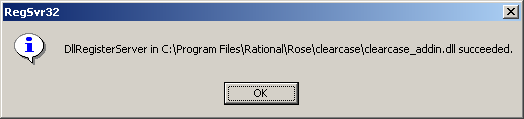 RegSvr32
DllRegisterServer in C:\Program Files\Rational\Rose\clearcase\clearcase_addin.dll succeeded.
OK